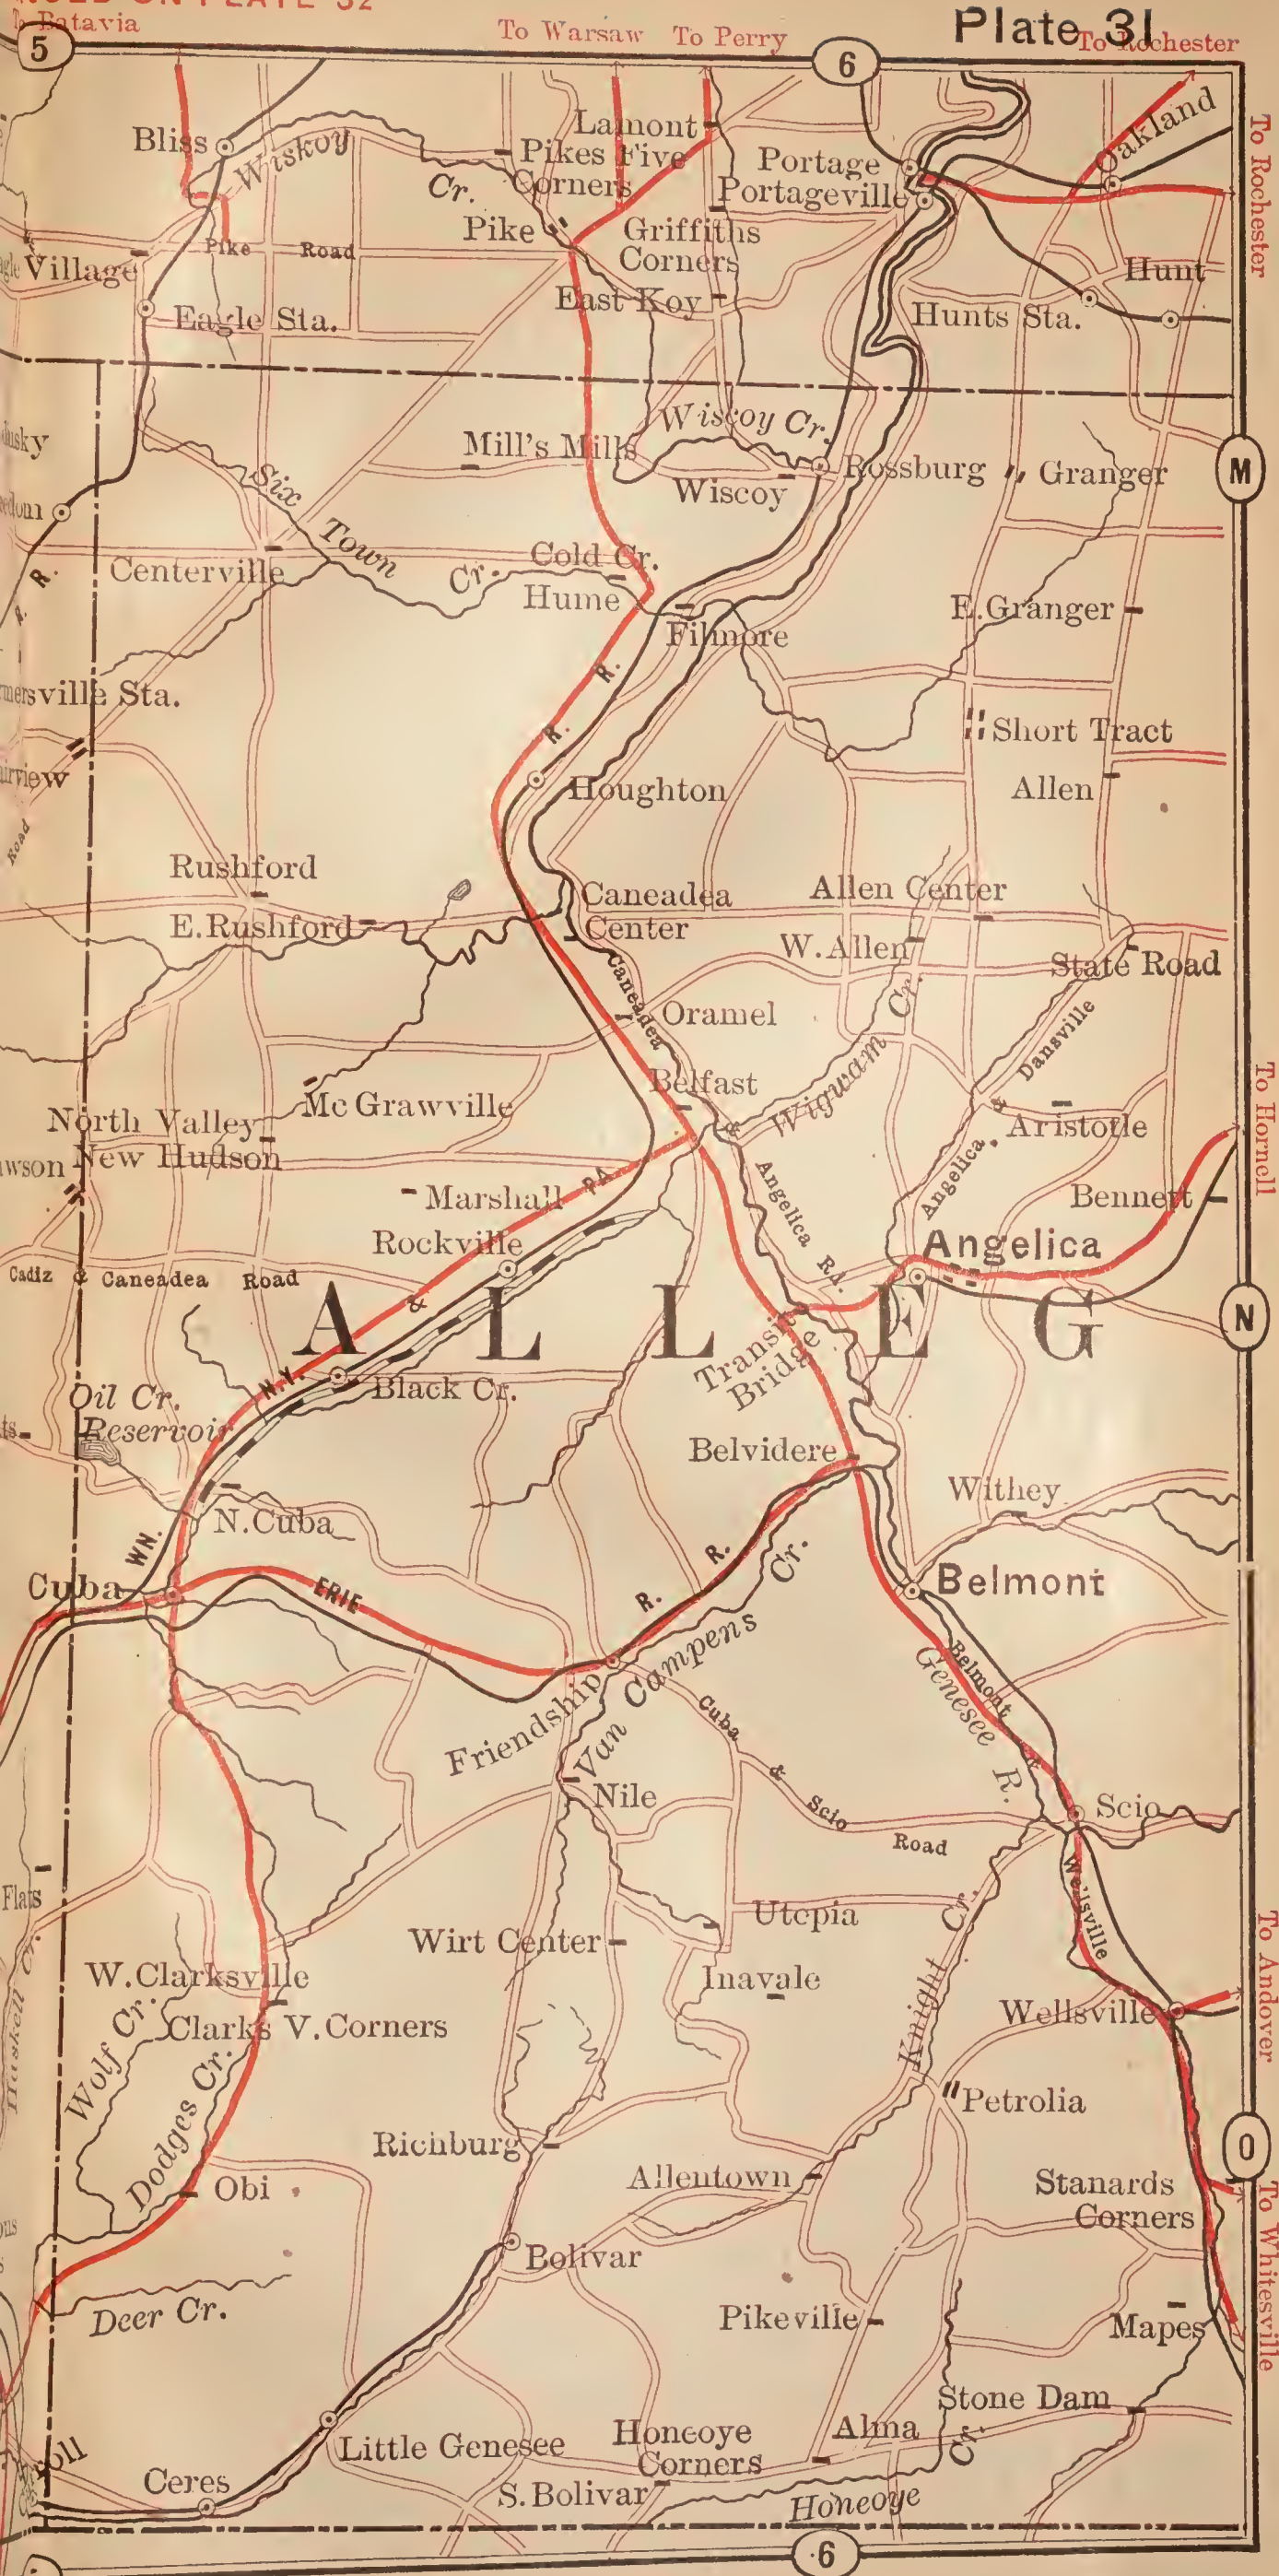 To Batavia
To Warsaw
To Perry
Plate 31
To Rochester
5
6
Bliss
Wiskoy
Cr.
Lamont
Pikes Five
Corners
Portage
Portageville
Oakland
To Rochester
Pike
Griffiths
Corners
Pike Road
Village
Eagle Sta.
East Koy
Hunt
Hunts Sta.
Wiscoy Cr.
Mill's Mills
Rossburg
Granger
M
Wiscoy
Six Town Cr.
Cold Cr.
Centerville
Hume
R.
Fillmore
E. Granger
R.
R.
Short Tract
Houghton
Allen
Road
Rushford
E. Rushford
Caneadea
Center
Allen Center
W. Allen
State Road
Caneadea
Oramel
Belfast
&
Wigwam Cr.
Angelica & Dansville
To Hornell
Mc Grawville
North Valley
New Hudson
Aristotle
Marshall
PA.
Rockville
Angelica Rd.
Bennett
Angelica
Cadiz & Caneadea Road
&
ALLEG
N
Transit
Bridge
N.Y.
Black Cr.
Oil Cr.
Reservoir
Belvidere
Withey
N. Cuba
WN.
Cuba
ERIE
R.
R.
Van Campens Cr.
Belmont
Friendship
Genesee R.
Belmont
&
Wellsville
Cuba & Scio Road
Nile
Scio
Flats
Utopia
Wirt Center
Inavale
Knight Cr.
To Andover
W. Clarksville
Clarks V. Corners
Haskell Cr.
Wolf Cr.
Dodges Cr.
Wellsville
Petrolia
Richburg
Allentown
O
Obi
Stanards
Corners
To Whitesville
Bolivar
Deer Cr.
Pikeville
Mapes
Stone Dam
Little Genesee
Honeoye
Corners
Alma
Ceres
S. Bolivar
Honeoye Cr.
6